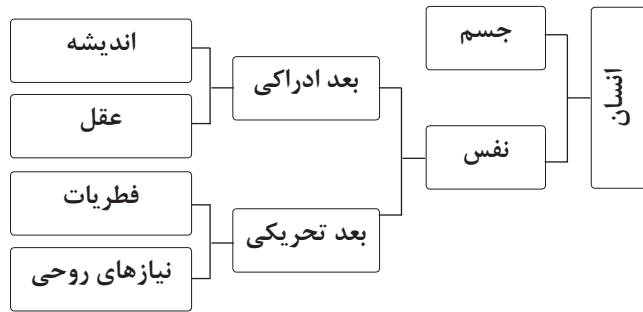 انسان
جسم
نفس
بعد ادراکی
بعد تحریکی
اندیشه
عقل
فطریات
نیازهای روحی